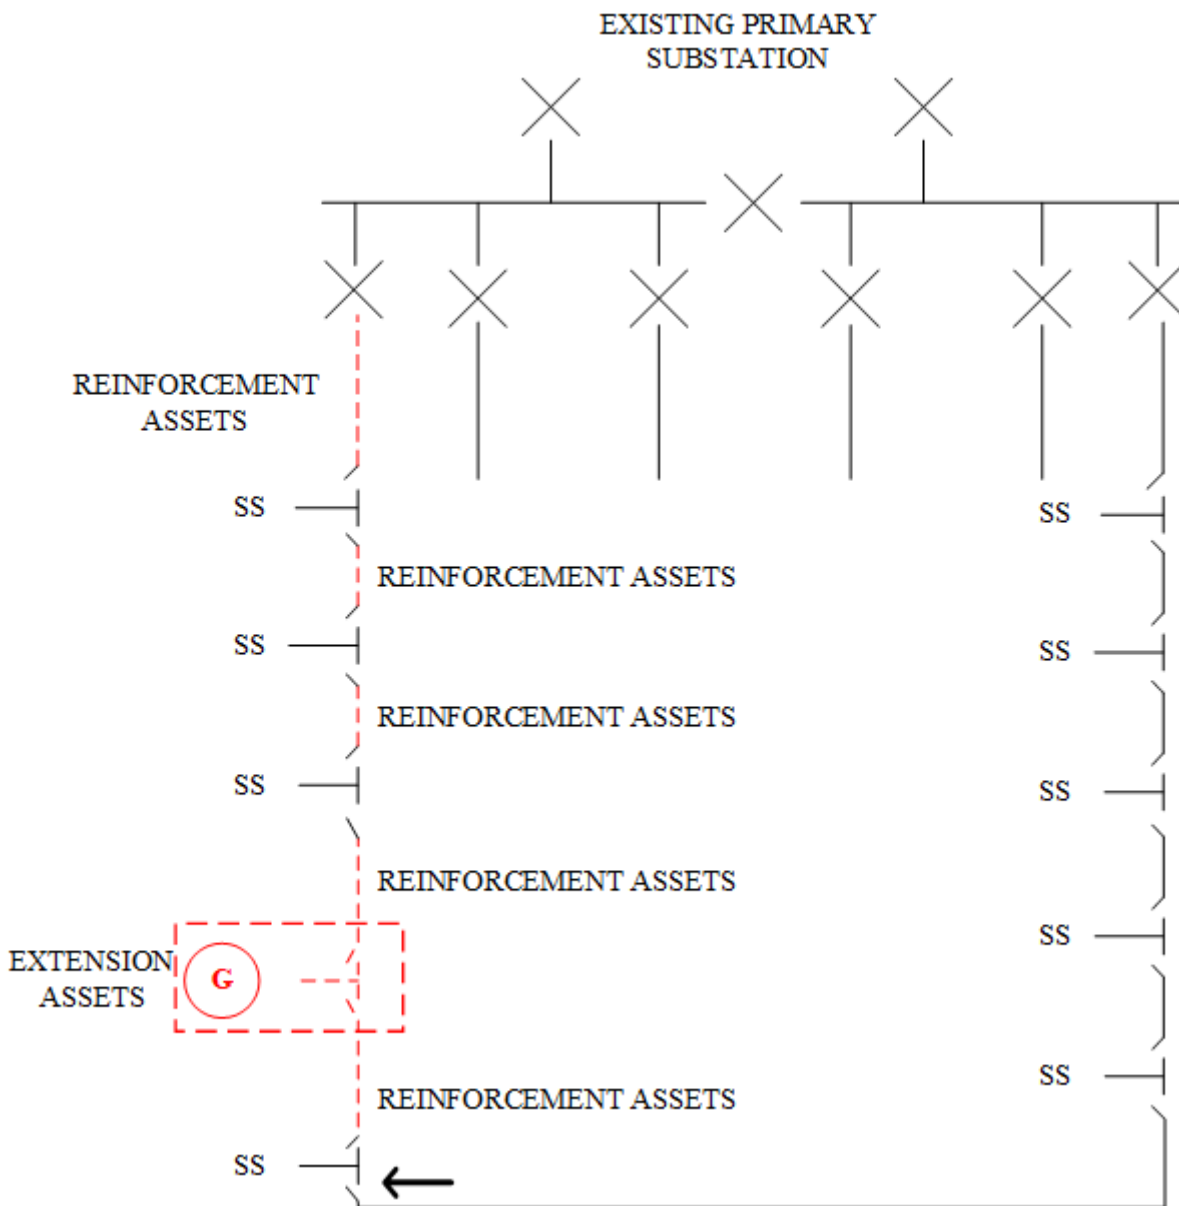 EXISTING PRIMARY
SUBSTATION
REINFORCEMENT
ASSETS
SS
SS
REINFORCEMENT ASSETS
SS
SS
REINFORCEMENT ASSETS
SS
SS
REINFORCEMENT ASSETS
SS
EXTENSION
ASSETS
G
SS
REINFORCEMENT ASSETS
SS